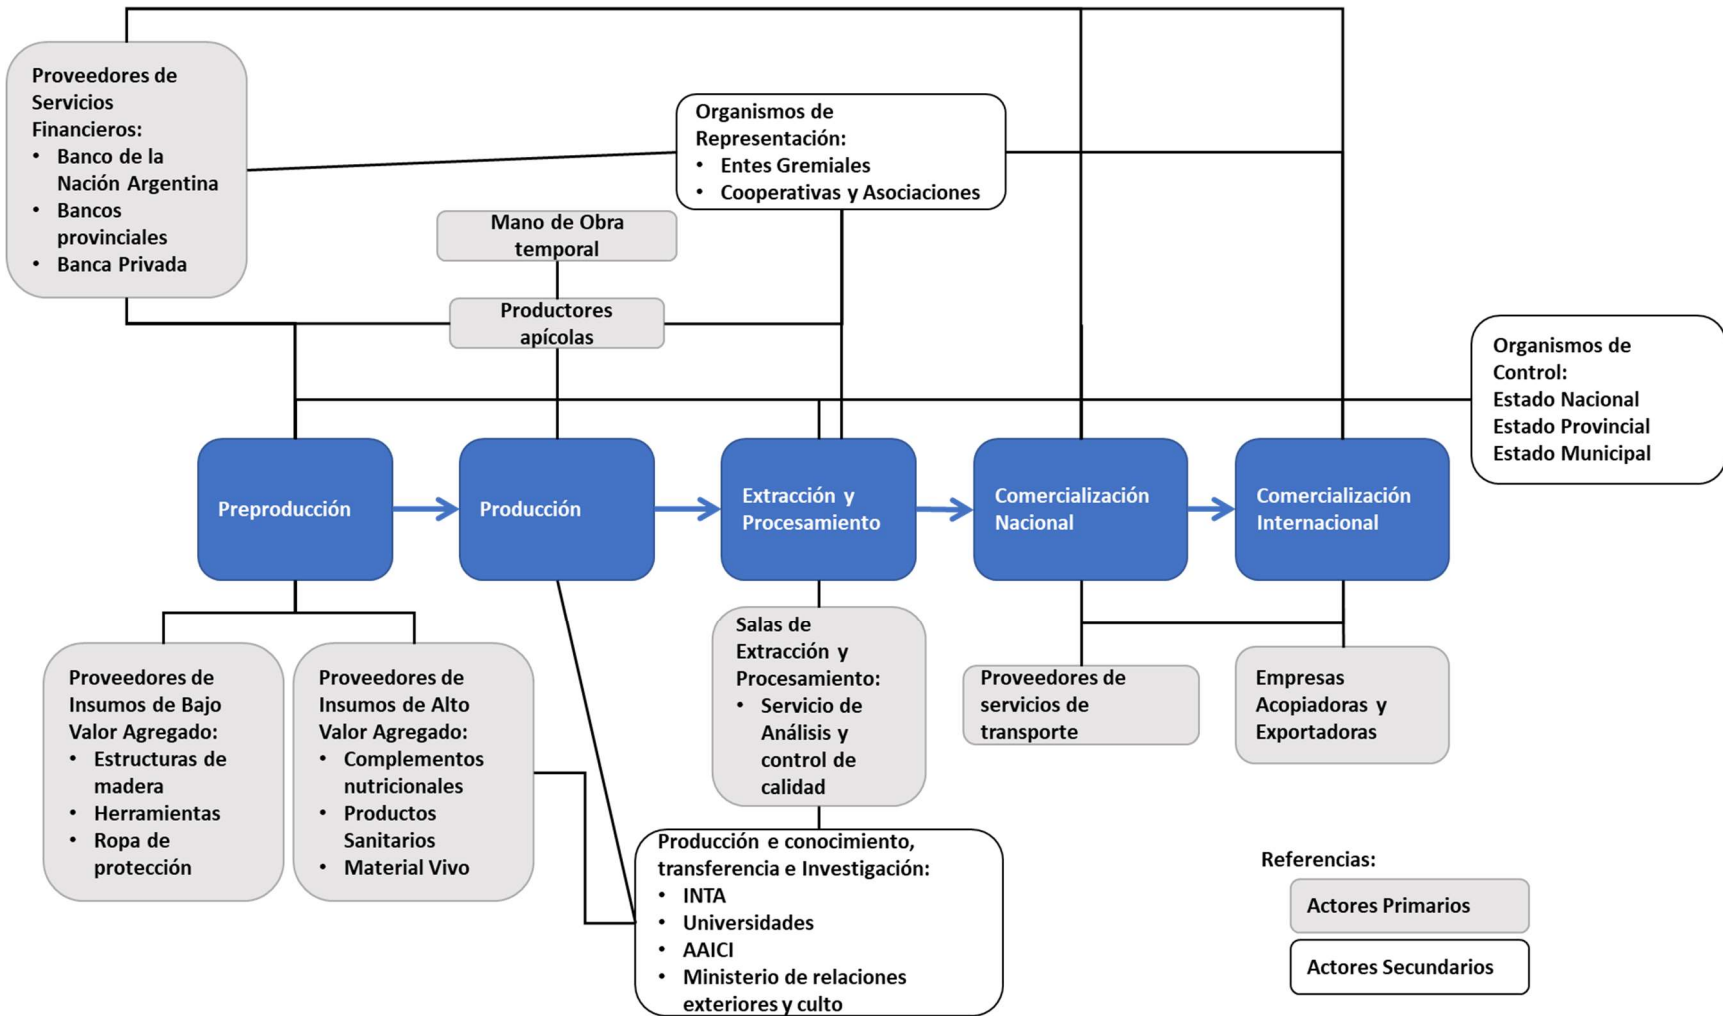 Proveedores de
Servicios
Financieros:
• Banco de la
Nación Argentina
• Bancos
provinciales
• Banca Privada
Organismos de
Representación:
• Entes Gremiales
• Cooperativas y Asociaciones
Mano de Obra
temporal
Productores
apícolas
Organismos de
Control:
Estado Nacional
Estado Provincial
Estado Municipal
Preproducción
Producción
Extracción y
Procesamiento
Comercialización
Nacional
Comercialización
Internacional
Proveedores de
Insumos de Bajo
Valor Agregado:
• Estructuras de
madera
• Herramientas
• Ropa de
protección
Proveedores de
Insumos de Alto
Valor Agregado:
• Complementos
nutricionales
• Productos
Sanitarios
• Material Vivo
Salas de
Extracción y
Procesamiento:
• Servicio de
Análisis y
control de
calidad
Proveedores de
servicios de
transporte
Empresas
Acopiadoras y
Exportadoras
Producción e conocimiento,
transferencia e Investigación:
• INTA
• Universidades
• AAICI
• Ministerio de relaciones
exteriores y culto
Referencias:
Actores Primarios
Actores Secundarios